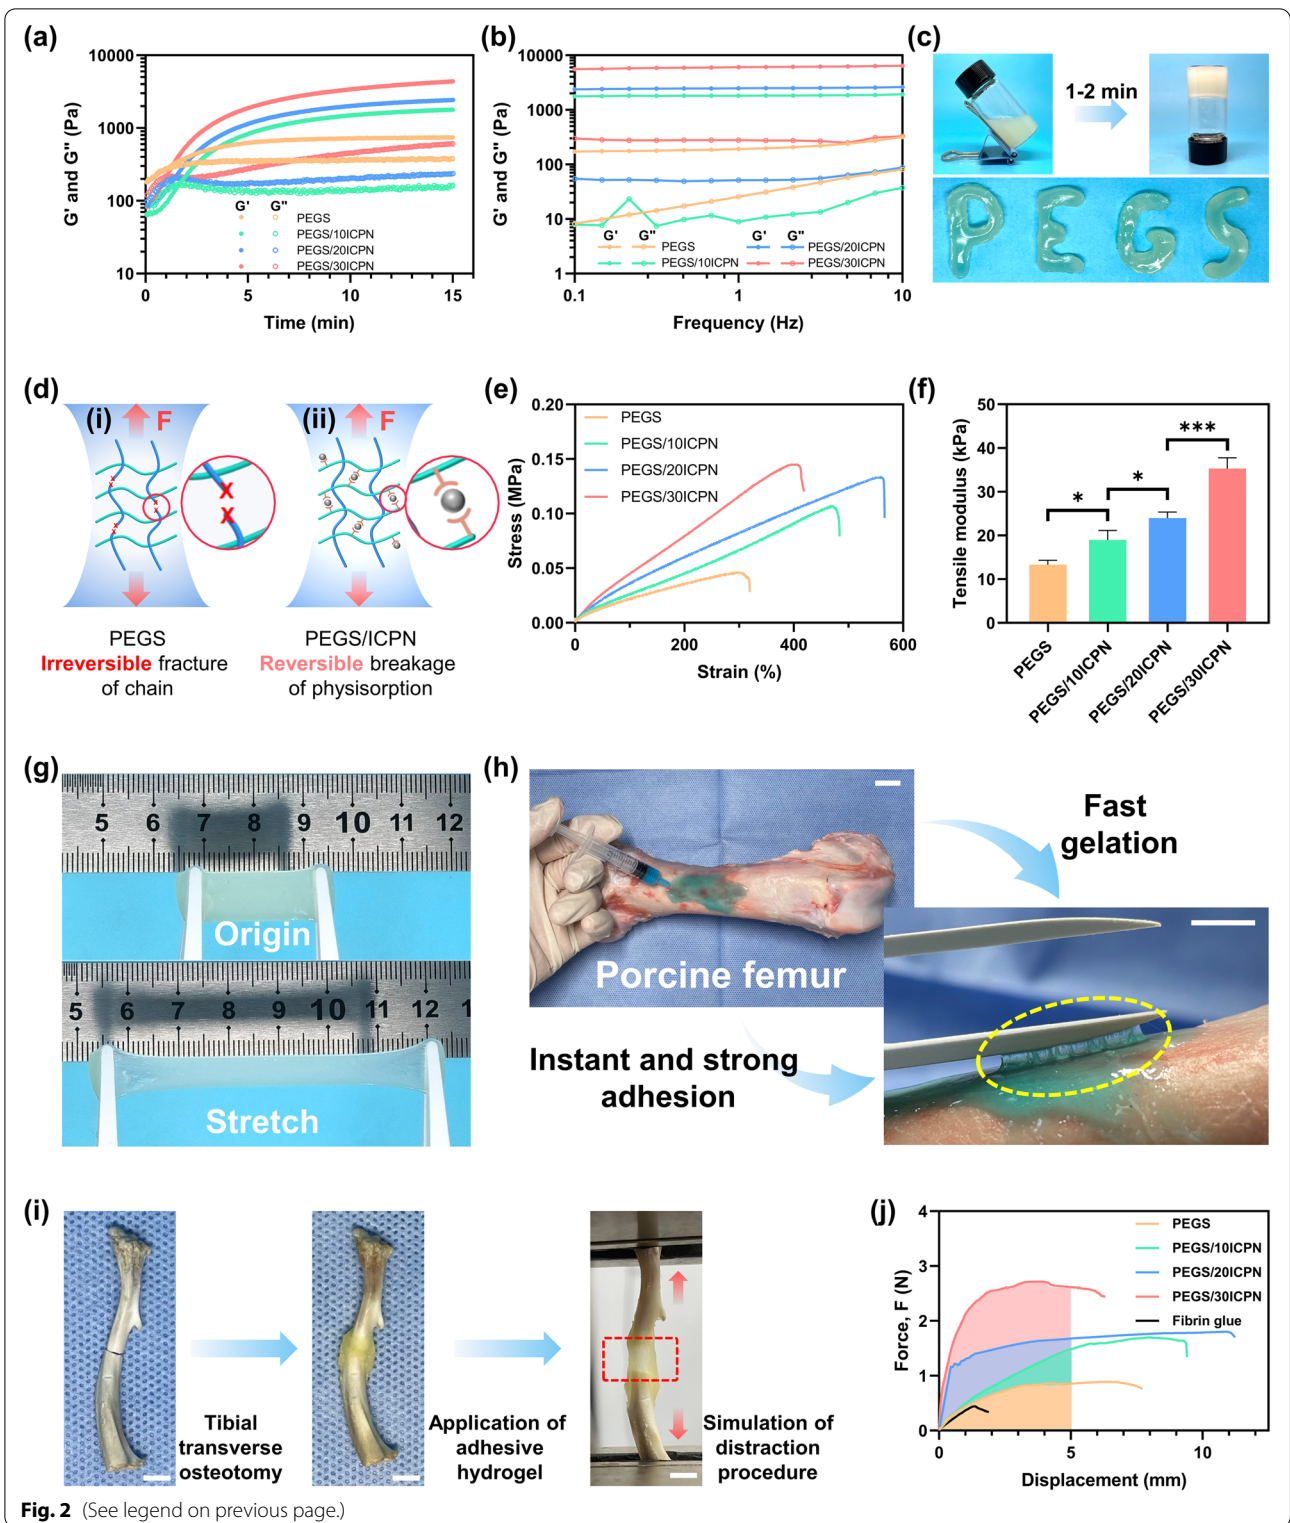 (a)
G' and G" (Pa)
10000
1000
100
10
0
5
10
15
Time (min)
G' G"
PEGS
PEGS/10ICPN
PEGS/20ICPN
PEGS/30ICPN
(b)
G' and G" (Pa)
10000
1000
100
10
1
0.1
1
10
Frequency (Hz)
G' G" G' G"
PEGS PEGS/20ICPN
PEGS/10ICPN PEGS/30ICPN
(c)
1-2 min
PEGS
(d)
(i)
F
x
x
PEGS
Irreversible fracture
of chain
(ii)
F
PEGS/ICPN
Reversible breakage
of physisorption
(e)
Stress (MPa)
0.20
0.15
0.10
0.05
0.00
0
200
400
600
Strain (%)
PEGS
PEGS/10ICPN
PEGS/20ICPN
PEGS/30ICPN
(f)
Tensile modulus (kPa)
50
40
30
20
10
0
*
*
***
PEGS
PEGS/10ICPN
PEGS/20ICPN
PEGS/30ICPN
(g)
5 6 7 8 9 10 11 12
Origin
5 6 7 8 9 10 11 12 1
Stretch
(h)
Porcine femur
Fast
gelation
Instant and strong
adhesion
(i)
Tibial
transverse
osteotomy
Application of
adhesive
hydrogel
Simulation of
distraction
procedure
(j)
Force, F (N)
4
3
2
1
0
0
5
10
Displacement (mm)
PEGS
PEGS/10ICPN
PEGS/20ICPN
PEGS/30ICPN
Fibrin glue
Fig. 2 (See legend on previous page.)